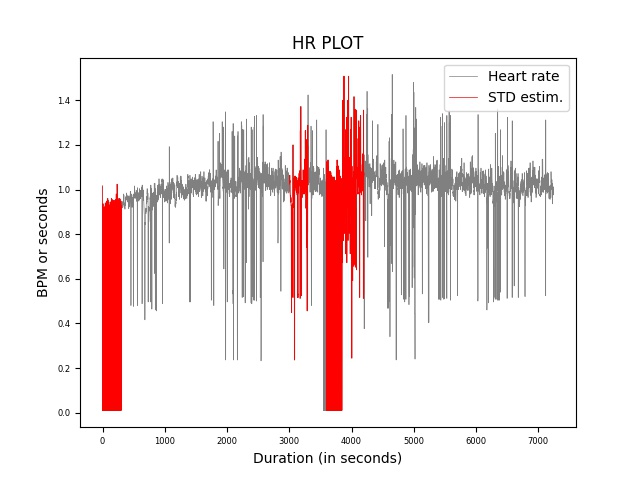 HR PLOT
Heart rate
STD estim.
BPM or seconds
1.4
1.2
1.0
0.8
0.6
0.4
0.2
0.0
0 1000 2000 3000 4000 5000 6000 7000
Duration (in seconds)